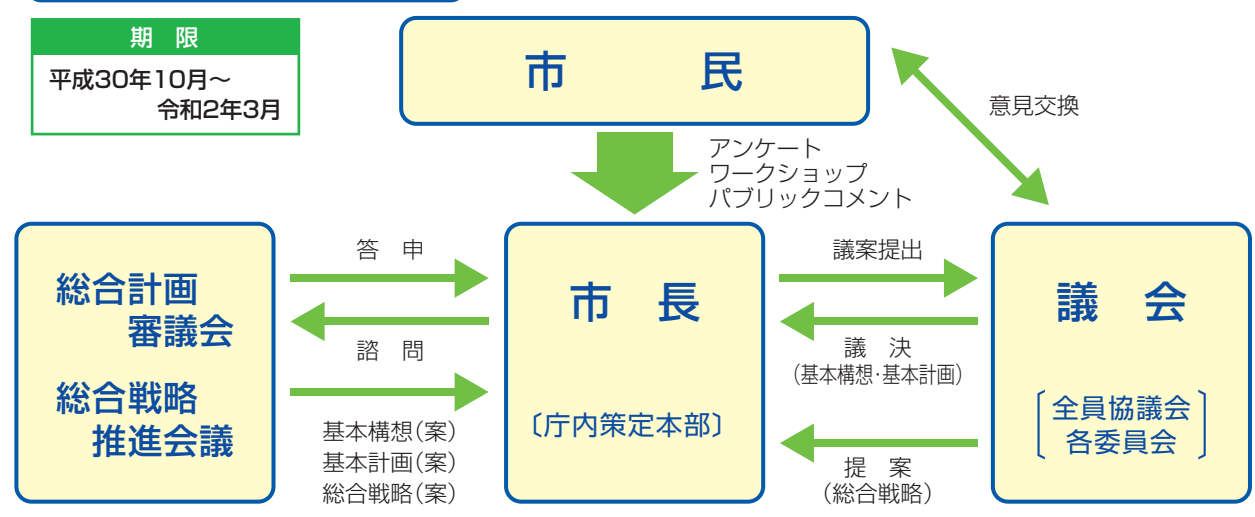 期 限
平成30年10月～
令和2年3月
市 民
意見交換
アンケート
ワークショップ
パブリックコメント
総合計画
審議会
総合戦略
推進会議
答 申
諮 問
基本構想(案)
基本計画(案)
総合戦略(案)
市 長
〔庁内策定本部〕
議案提出
議 決
(基本構想・基本計画)
提 案
(総合戦略)
議 会
全員協議会
各委員会